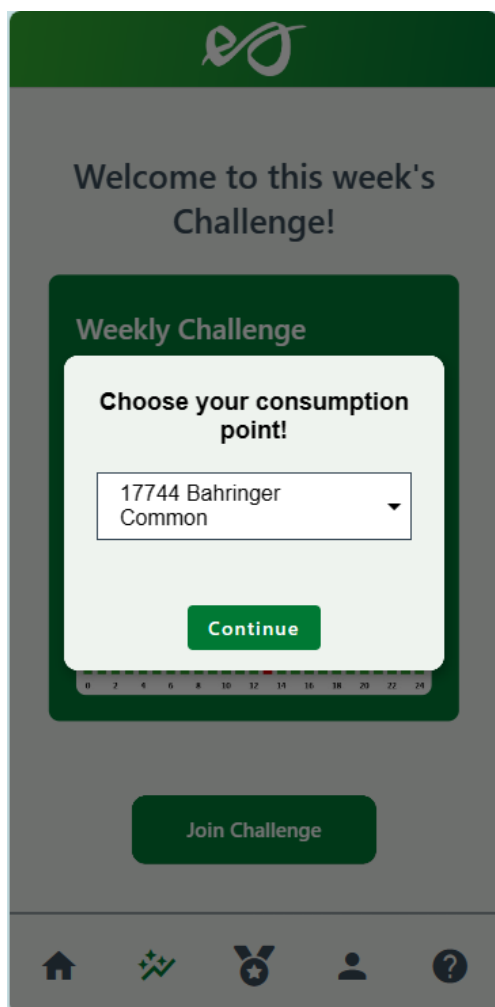 Welcome to this week's
Challenge!
Weekly Challenge
Choose your consumption
point!
17744 Bahringer
Common
Continue
0 2 4 6 8 10 12 14 16 18 20 22 24
Join Challenge